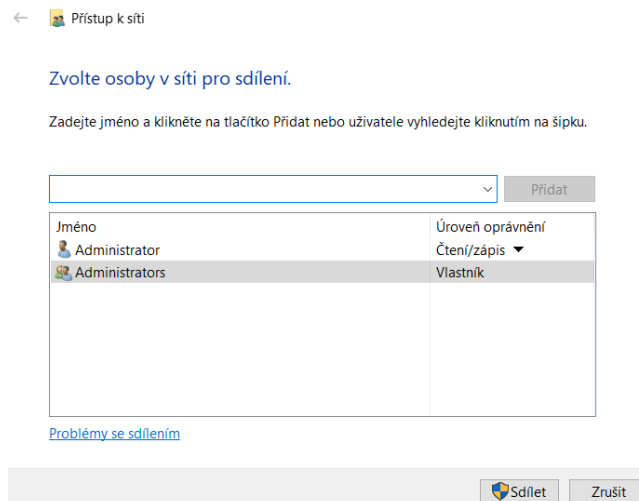 Přístup k síti
Zvolte osoby v síti pro sdílení.
Zadejte jméno a klikněte na tlačítko Přidat nebo uživatele vyhledejte kliknutím na šipku.
Přidat
Jméno Úroveň oprávnění
Administrator Čtení/zápis
Administrators Vlastník
Problémy se sdílením
Sdílet Zrušit